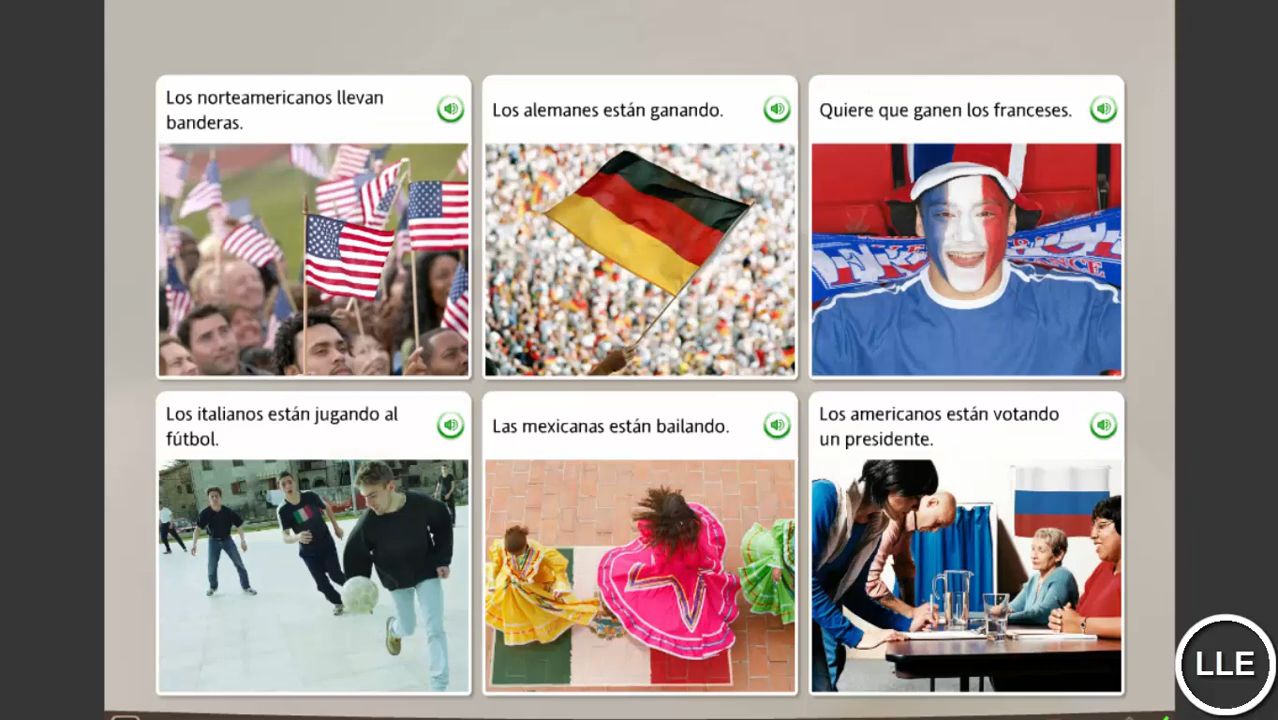 Los norteamericanos llevan
banderas.
Los alemanes están ganando.
Quiere que ganen los franceses.
Los italianos están jugando al
fútbol.
Las mexicanas están bailando.
Los americanos están votando
un presidente.
LLE